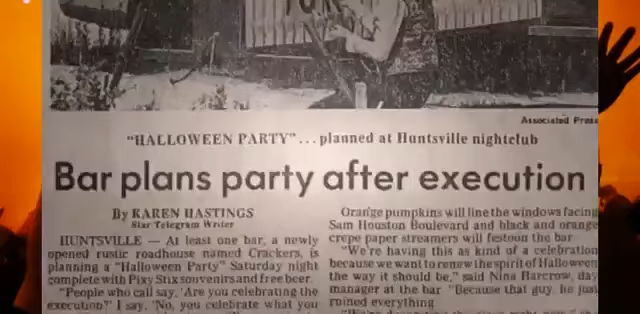 Associated Press
"HALLOWEEN PARTY"... planned at Huntsville nightclub
Bar plans party after execution
By KAREN HASTINGS
Star-Telegram Writer
HUNTSVILLE — At least one bar, a newly
opened rustic roadhouse named Crackers, is
planning a "Halloween Party" Saturday night
complete with Pixy Stix souvenirs and free beer.
"People who call say, 'Are you celebrating the
execution?' I say, 'No, you celebrate what you
Orange pumpkins will line the windows facing
Sam Houston Boulevard and black and orange
crepe paper streamers will festoon the bar.
"We're having this as kind of a celebration
because we want to renew the spirit of Halloween
the way it should be," said Nina Harcrow, day
manager at the bar. "Because that guy, he just
ruined everything.